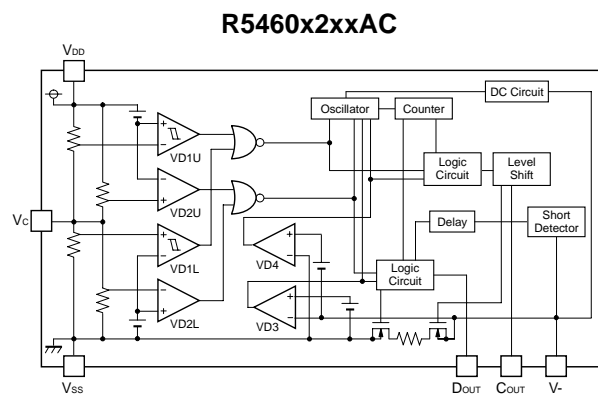 R5460x2xxAC
VDD
Oscillator
Counter
DC Circuit
VD1U
Logic
Circuit
Level
Shift
VD2U
VC
Delay
Short
Detector
VD1L
VD4
Logic
Circuit
VD2L
VD3
VSS
DOUT
COUT
V-